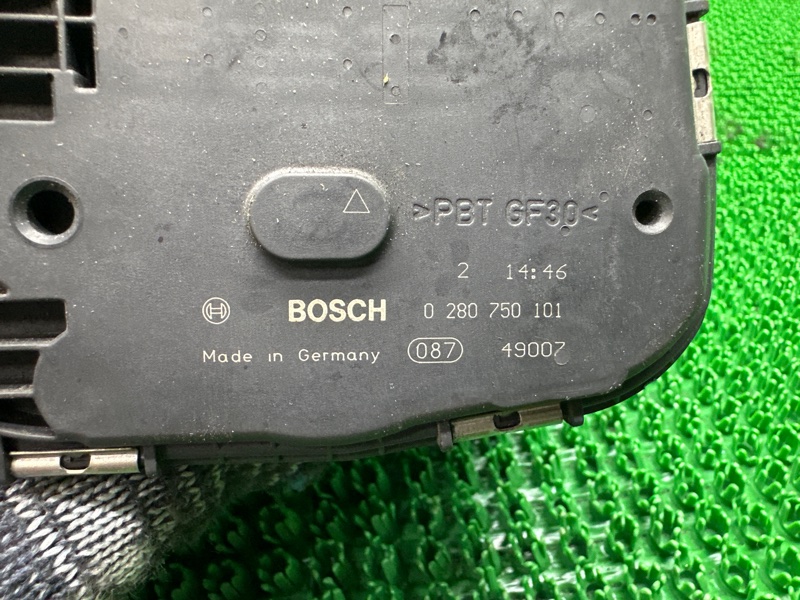 >PBT GF30<
2 14:46
BOSCH 0 280 750 101
Made in Germany 087 49007